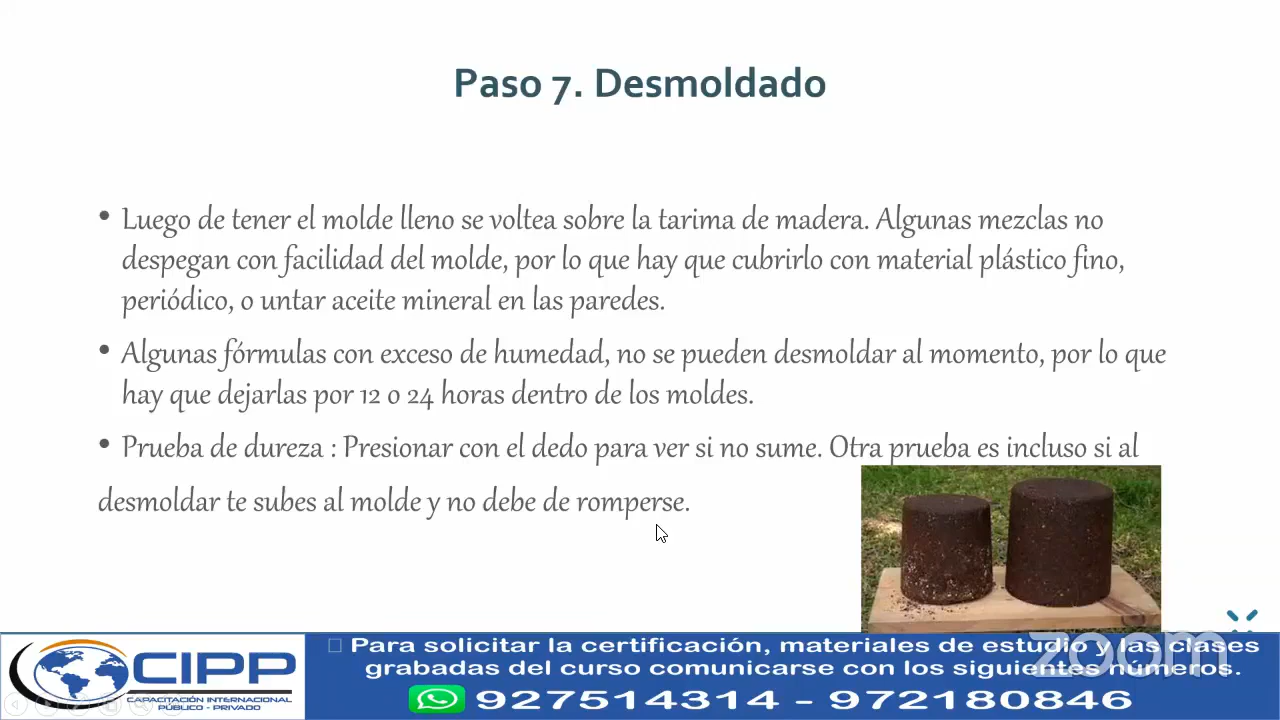 Paso 7. Desmoldado
• Luego de tener el molde lleno se voltea sobre la tarima de madera. Algunas mezclas no
despegan con facilidad del molde, por lo que hay que cubrirlo con material plástico fino,
periódico, o untar aceite mineral en las paredes.
• Algunas fórmulas con exceso de humedad, no se pueden desmoldar al momento, por lo que
hay que dejarlas por 12 o 24 horas dentro de los moldes.
• Prueba de dureza : Presionar con el dedo para ver si no sume. Otra prueba es incluso si al
desmoldar te subes al molde y no debe de romperse.
CIPP
CAPACITACIÓN INTERNACIONAL
PÚBLICO - PRIVADO
Para solicitar la certificación, materiales de estudio y las clases
grabadas del curso comunicarse con los siguientes números.
927514314 - 972180846
zoom